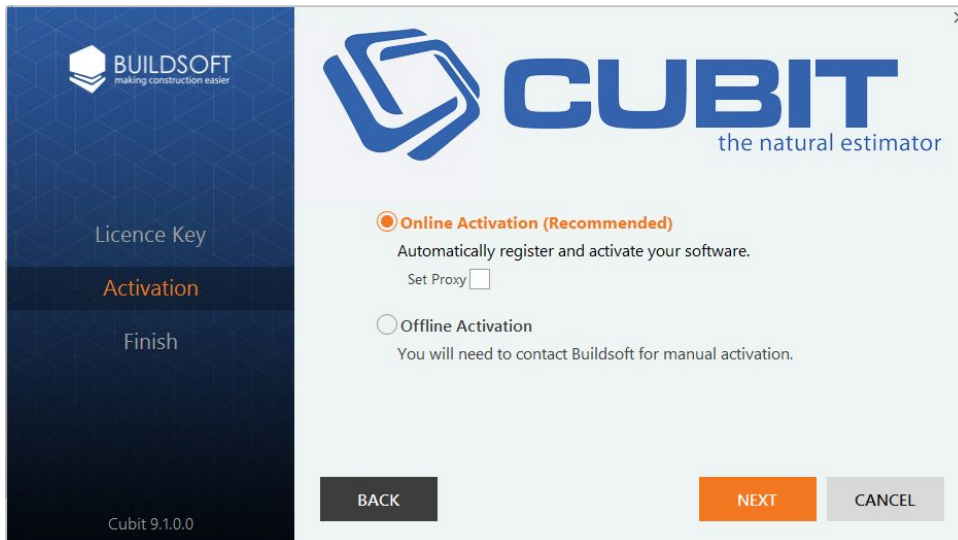 BUILDSOFT
making construction easier
Licence Key
Activation
Finish
Cubit 9.1.0.0
CUBIT
the natural estimator
Online Activation (Recommended)
Automatically register and activate your software.
Set Proxy
Offline Activation
You will need to contact Buildsoft for manual activation.
BACK
NEXT
CANCEL